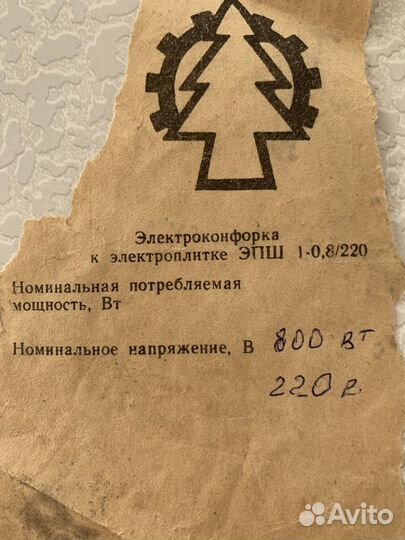 Электроконфорка
к электроплитке ЭПШ 1-0,8/220
Номинальная потребляемая
мощность, Вт
Номинальное напряжение, В 800 вт
220 в
Avito